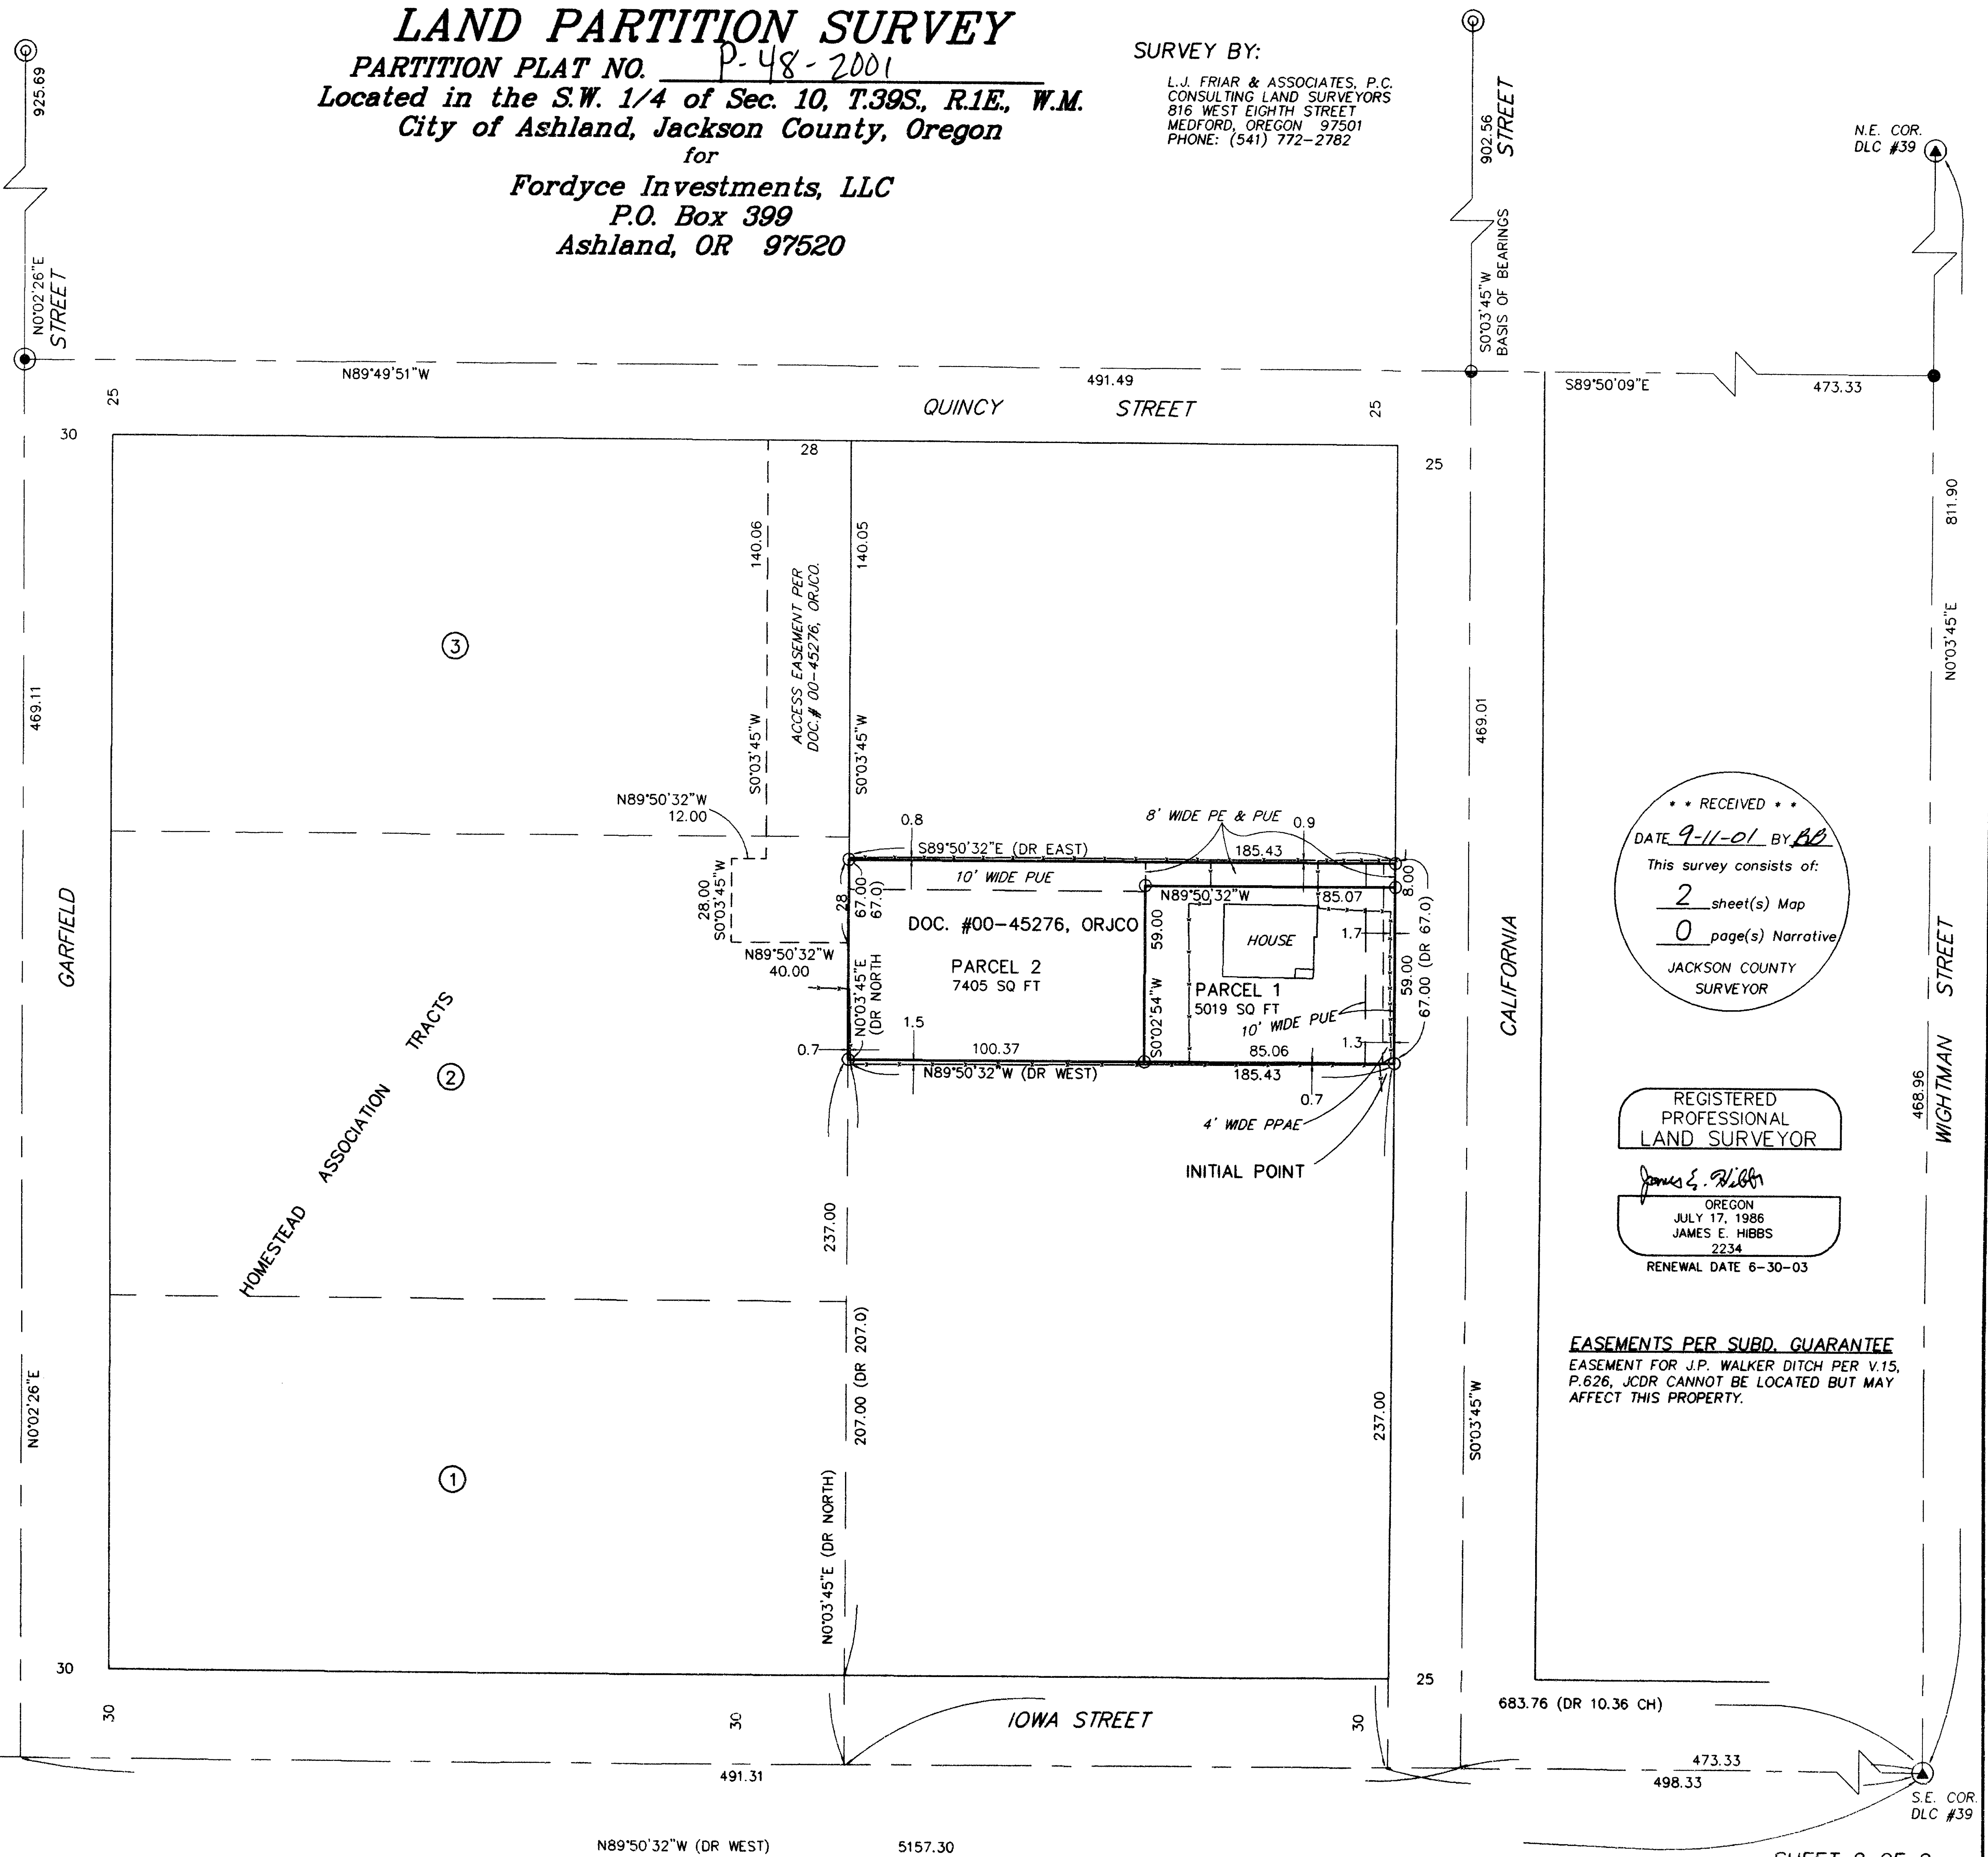 LAND PARTITION SURVEY
PARTITION PLAT NO. P-48-2001
Located in the S.W. 1/4 of Sec. 10, T.39S., R.1E., W.M.
City of Ashland, Jackson County, Oregon
for
Fordyce Investments, LLC
P.O. Box 399
Ashland, OR 97520
SURVEY BY:
L.J. FRIAR & ASSOCIATES, P.C.
CONSULTING LAND SURVEYORS
816 WEST EIGHTH STREET
MEDFORD, OREGON 97501
PHONE: (541) 772-2782
925.69
N0°02'26"E
STREET
902.56
STREET
S0°03'45"W
BASIS OF BEARINGS
N.E. COR.
DLC #39
N89°49'51"W
491.49
S89°50'09"E
473.33
25
QUINCY STREET
25
30
28
25
811.90
N0°03'45"E
140.06
140.05
ACCESS EASEMENT PER
DOC.# 00-45276, ORJCO.
S0°03'45"W
S0°03'45"W
3
469.11
469.01
N89°50'32"W
12.00
0.8
8' WIDE PE & PUE
0.9
S89°50'32"E (DR EAST)
185.43
10' WIDE PUE
8.00
N89°50'32"W
85.07
28.00
S0°03'45"W
28
67.00
67.0)
N0°03'45"E
(DR NORTH
DOC. #00-45276, ORJCO
59.00
S0°02'54"W
HOUSE
1.7
59.00
67.00 (DR 67.0)
PARCEL 2
7405 SQ FT
N89°50'32"W
40.00
PARCEL 1
5019 SQ FT
10' WIDE PUE
1.5
0.7
100.37
85.06
1.3
N89°50'32"W (DR WEST)
185.43
0.7
4' WIDE PPAE
INITIAL POINT
GARFIELD
CALIFORNIA
* * RECEIVED * *
DATE 9-11-01 BY BB
This survey consists of:
2 sheet(s) Map
0 page(s) Narrative
JACKSON COUNTY
SURVEYOR
WIGHTMAN STREET
468.96
HOMESTEAD ASSOCIATION TRACTS
2
REGISTERED
PROFESSIONAL
LAND SURVEYOR
James E. Hibbs
OREGON
JULY 17, 1986
JAMES E. HIBBS
2234
RENEWAL DATE 6-30-03
237.00
207.00 (DR 207.0)
N0°03'45"E (DR NORTH)
237.00
S0°03'45"W
N0°02'26"E
1
EASEMENTS PER SUBD. GUARANTEE
EASEMENT FOR J.P. WALKER DITCH PER V.15,
P.626, JCDR CANNOT BE LOCATED BUT MAY
AFFECT THIS PROPERTY.
30
25
30
30
IOWA STREET
30
683.76 (DR 10.36 CH)
491.31
473.33
498.33
S.E. COR.
DLC #39
N89°50'32"W (DR WEST)
5157.30
SHEET 2 OF 2